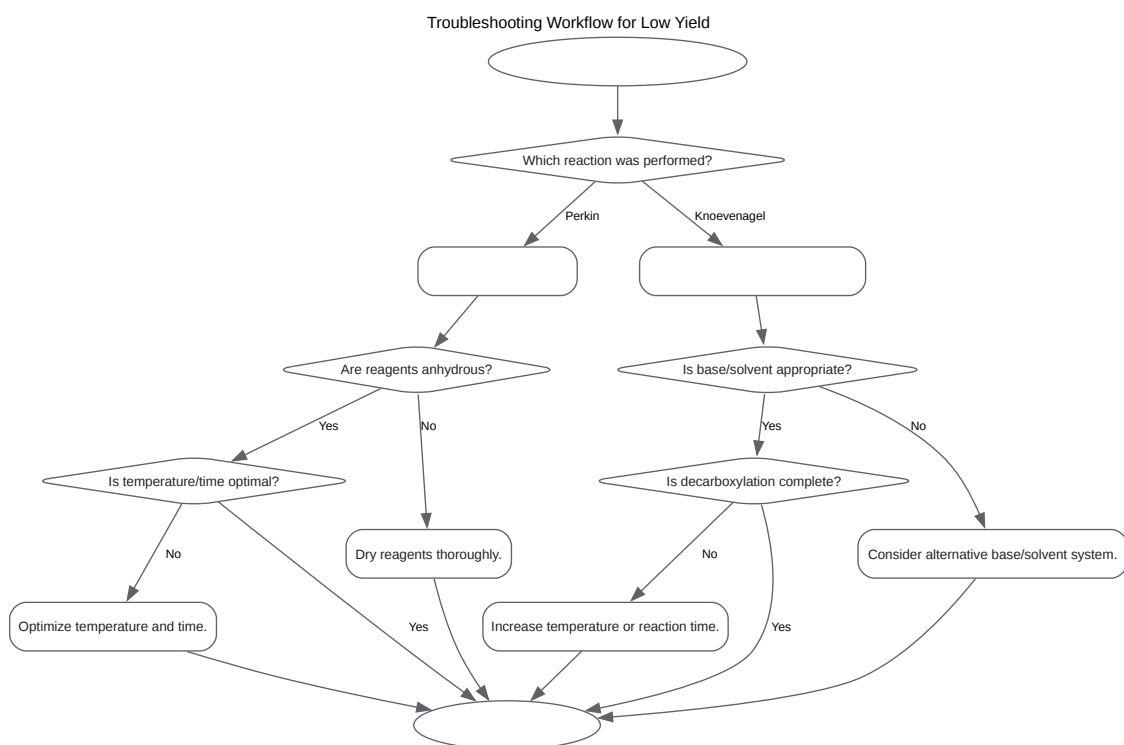 Troubleshooting Workflow for Low Yield
Which reaction was performed?
Perkin
Knoevenagel
Are reagents anhydrous?
Is base/solvent appropriate?
Yes
No
Yes
No
Is temperature/time optimal?
Is decarboxylation complete?
No
Dry reagents thoroughly.
No
Consider alternative base/solvent system.
Optimize temperature and time.
Yes
Increase temperature or reaction time.
Yes